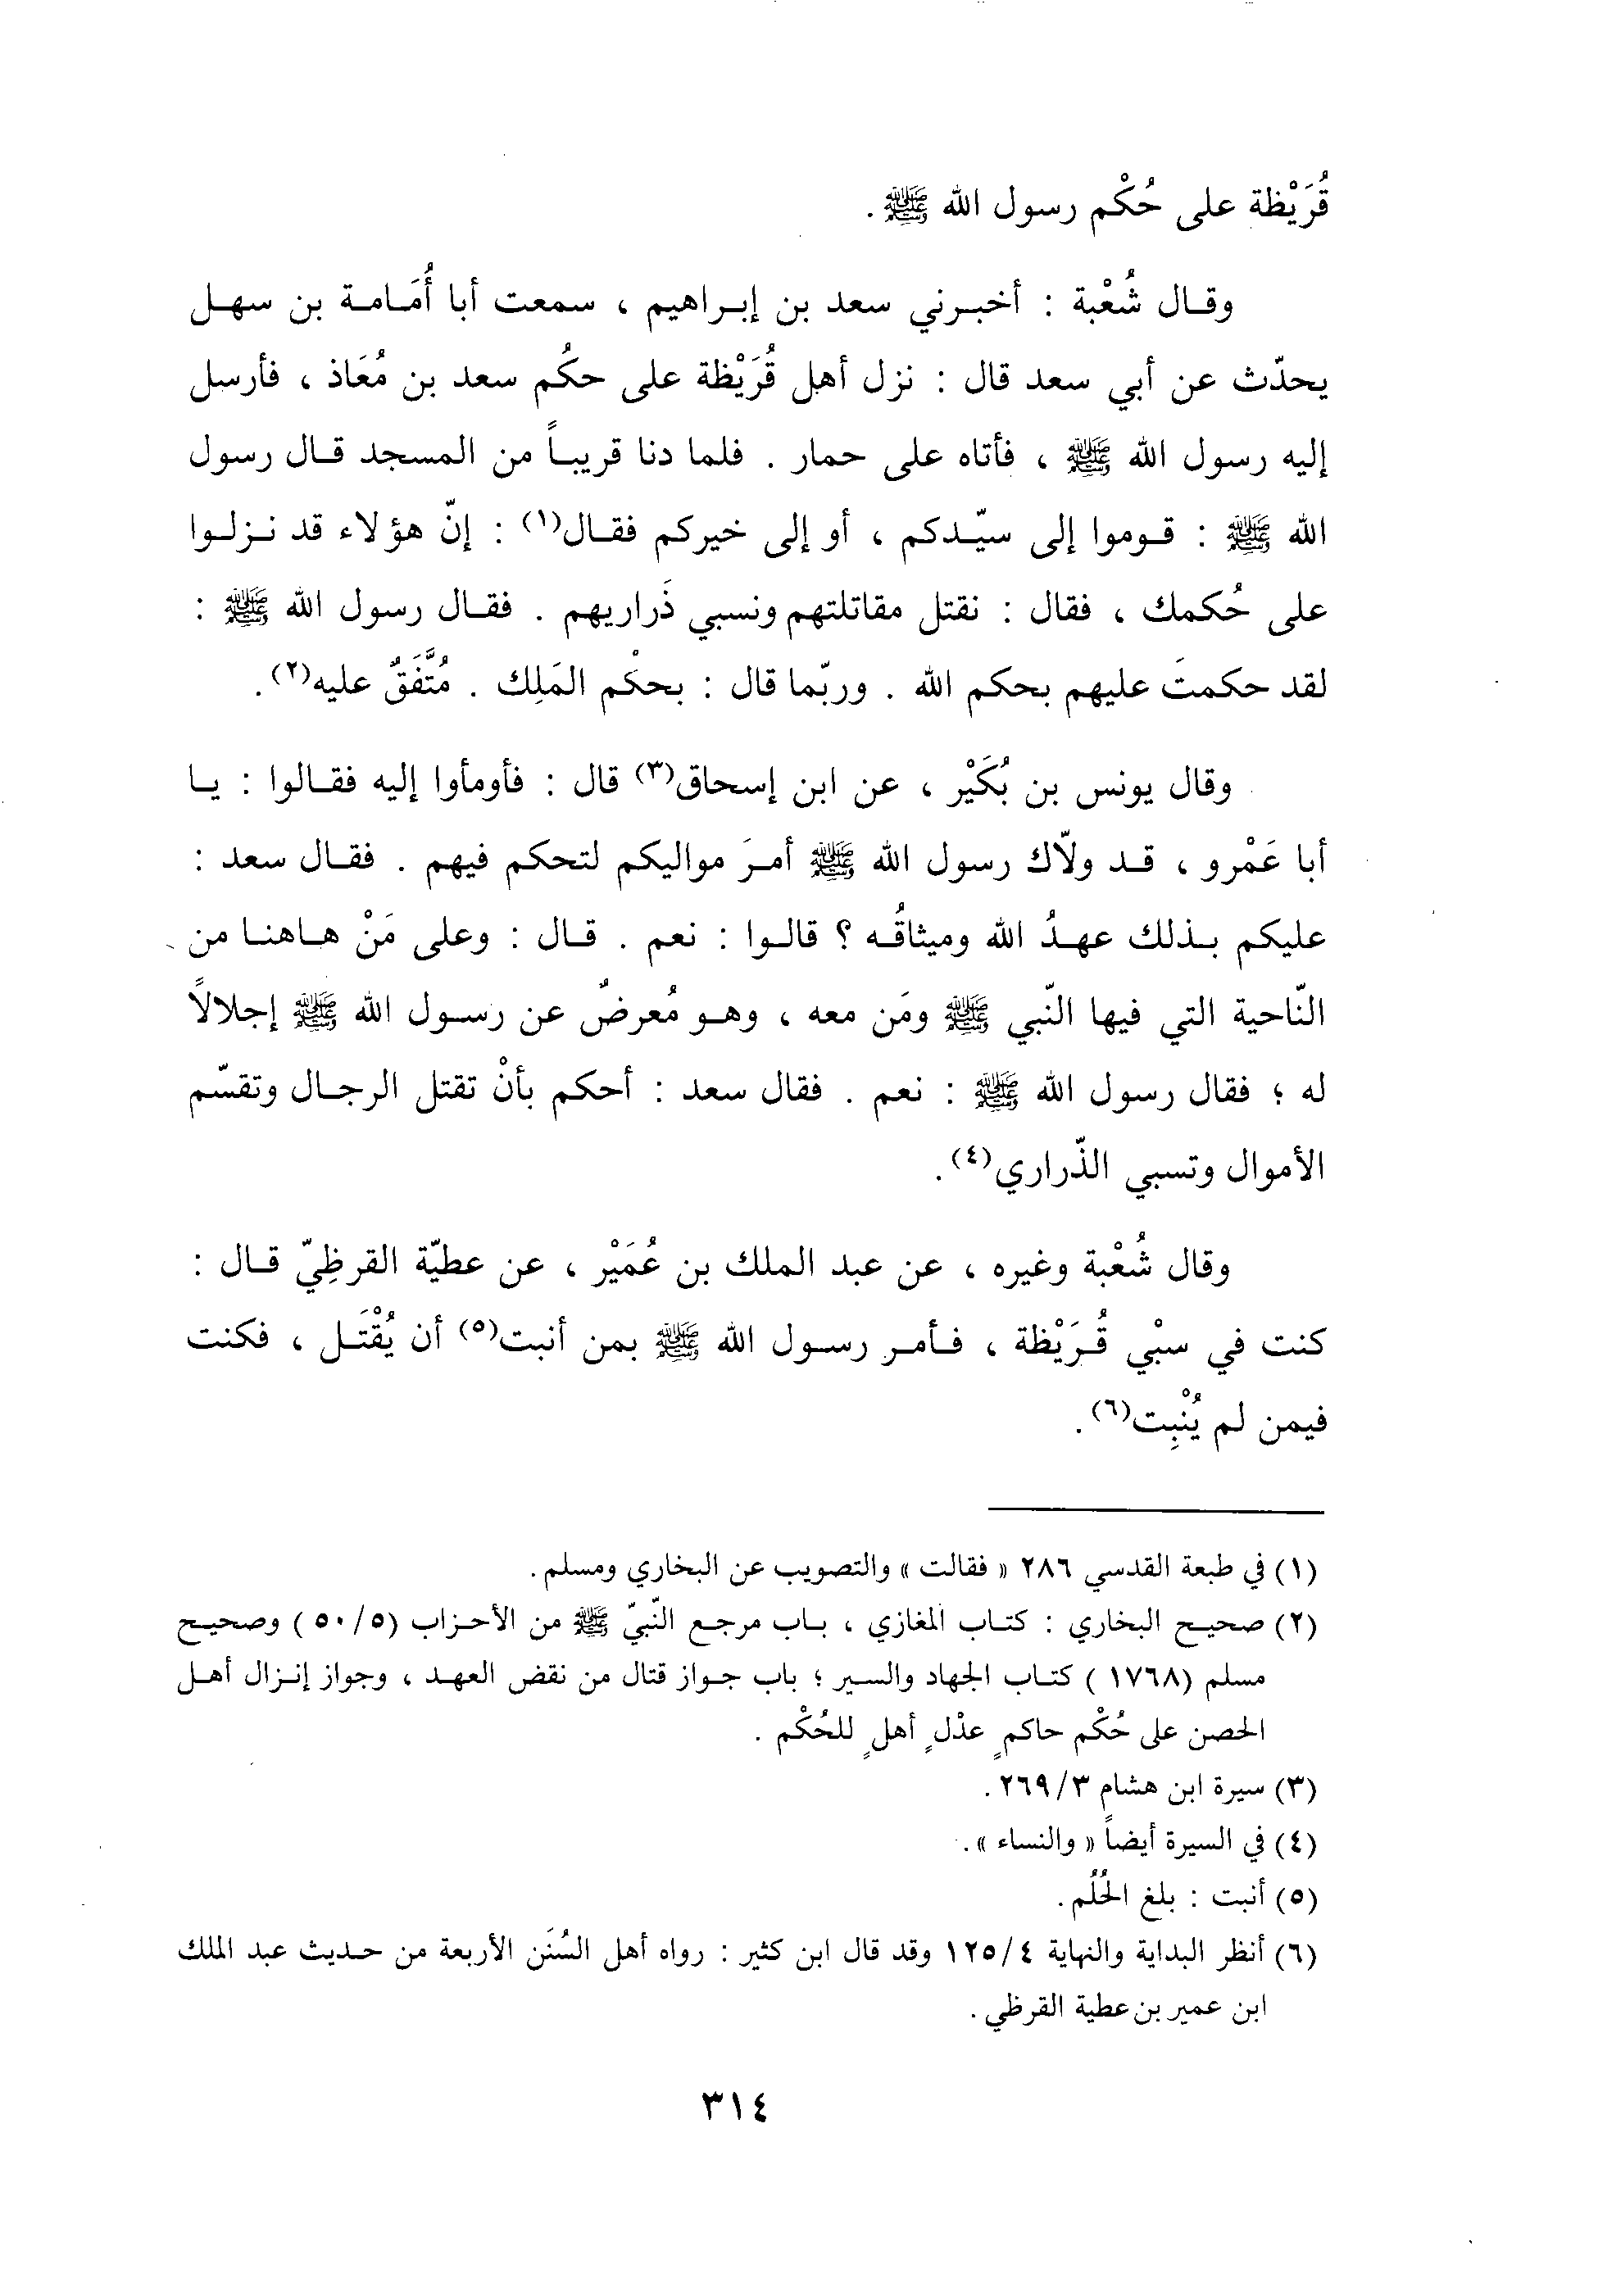 قُرَيْظة على حُكْم رسول الله ﷺ .
وقال شُعْبة : أخبرني سعد بن إبراهيم ، سمعت أبا أُمَامة بن سهل
يحدّث عن أبي سعد قال : نزل أهل قُرَيْظة على حكُم سعد بن مُعَاذ ، فأرسل
إليه رسول الله ﷺ ، فأتاه على حمار . فلما دنا قريباً من المسجد قال رسول
الله ﷺ : قوموا إلى سيّدكم ، أو إلى خيركم فقال(١) : إنّ هؤلاء قد نزلوا
على حُكمك ، فقال : نقتل مقاتلتهم ونسبي ذَراريهم . فقال رسول الله ﷺ :
لقد حكمتَ عليهم بحكم الله . وربّما قال : بحكْم المَلِك . مُتَّفَقٌ عليه(٢) .
وقال يونس بن بُكَيْر ، عن ابن إسحاق(٣) قال : فأومأوا إليه فقالوا : يا
أبا عَمْرو ، قد ولاّك رسول الله ﷺ أمرَ مواليكم لتحكم فيهم . فقال سعد :
عليكم بذلك عهدُ الله وميثاقُه ؟ قالوا : نعم . قال : وعلى مَنْ هاهنا من
النّاحية التي فيها النّبي ﷺ ومَن معه ، وهو مُعرضٌ عن رسول الله ﷺ إجلالاً
له ؛ فقال رسول الله ﷺ : نعم . فقال سعد : أحكم بأنْ تقتل الرجال وتقسّم
الأموال وتسبي الذّراري(٤) .
وقال شُعْبة وغيره ، عن عبد الملك بن عُمَيْر ، عن عطيّة القرظِيّ قال :
كنت في سبْي قُرَيْظة ، فأمر رسول الله ﷺ بمن أنبت(٥) أن يُقْتَل ، فكنت
فيمن لم يُنْبِت(٦) .
(١) في طبعة القدسي ٢٨٦ « فقالت » والتصويب عن البخاري ومسلم .
(٢) صحيح البخاري : كتاب المغازي ، باب مرجع النّبيّ ﷺ من الأحزاب (٥/ ٥٠) وصحيح
مسلم (١٧٦٨) كتاب الجهاد والسير ؛ باب جواز قتال من نقض العهد ، وجواز إنزال أهل
الحصن على حُكْم حاكمٍ عدْلٍ أهلٍ للحُكْم .
(٣) سيرة ابن هشام ٣/ ٢٦٩ .
(٤) في السيرة أيضاً « والنساء » .
(٥) أنبت : بلغ الحُلُم .
(٦) أنظر البداية والنهاية ٤/ ١٢٥ وقد قال ابن كثير : رواه أهل السُنَن الأربعة من حديث عبد الملك
ابن عمير بن عطية القرظي .
٣١٤